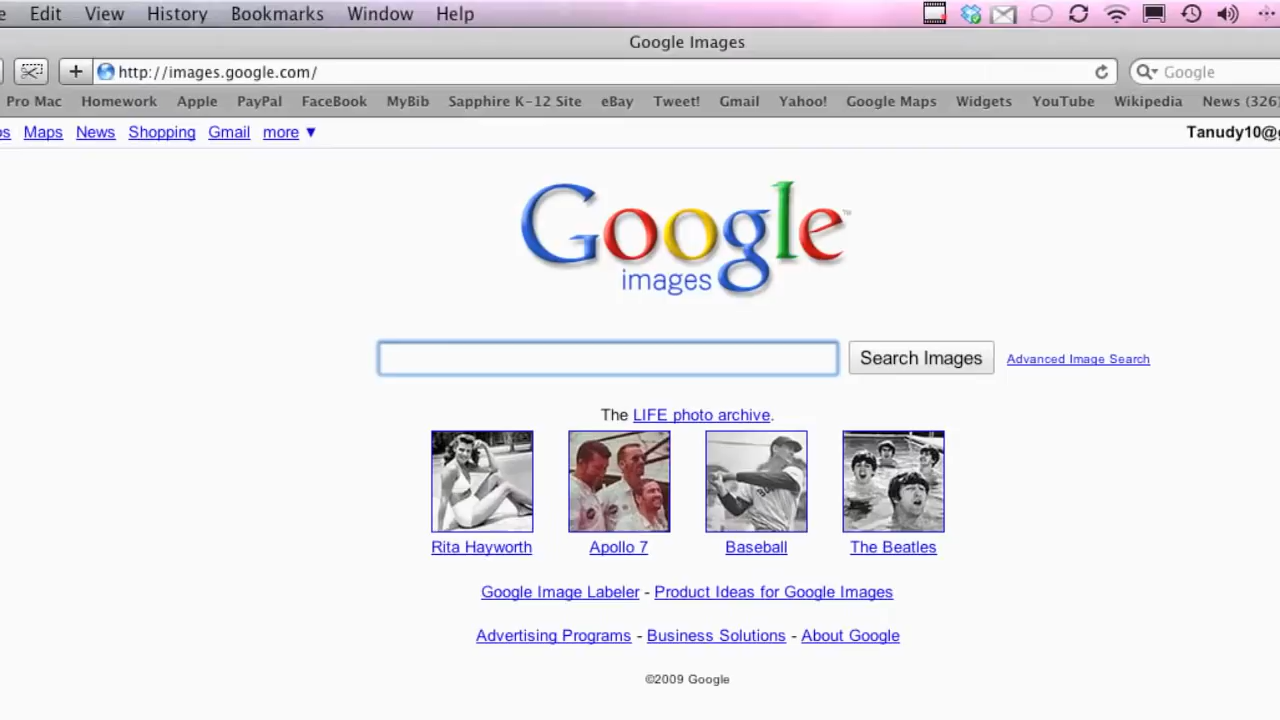 Edit View History Bookmarks Window Help
Google Images
http://images.google.com/ Google
Pro Mac Homework Apple PayPal FaceBook MyBib Sapphire K-12 Site eBay Tweet! Gmail Yahoo! Google Maps Widgets YouTube Wikipedia News (326)
Maps News Shopping Gmail more ▼ Tanudy10@g
Google™
images
Search Images Advanced Image Search
The LIFE photo archive.
Rita Hayworth Apollo 7 Baseball The Beatles
Google Image Labeler - Product Ideas for Google Images
Advertising Programs - Business Solutions - About Google
©2009 Google